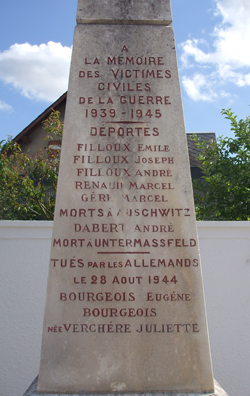 A
LA MÉMOIRE
DES VICTIMES
CIVILES
DE LA GUERRE
1939-1945
DÉPORTÉS
FILLOUX EMILE
FILLOUX JOSEPH
FILLOUX ANDRÉ
RENAUD MARCEL
GÉRÉ MARCEL
MORTS À AUSCHWITZ
DABERT ANDRÉ
MORT À UNTERMASSFELD
TUÉS PAR LES ALLEMANDS
LE 28 AOUT 1944
BOURGEOIS EUGÉNE
BOURGEOIS
NÉE VERCHÈRE JULIETTE